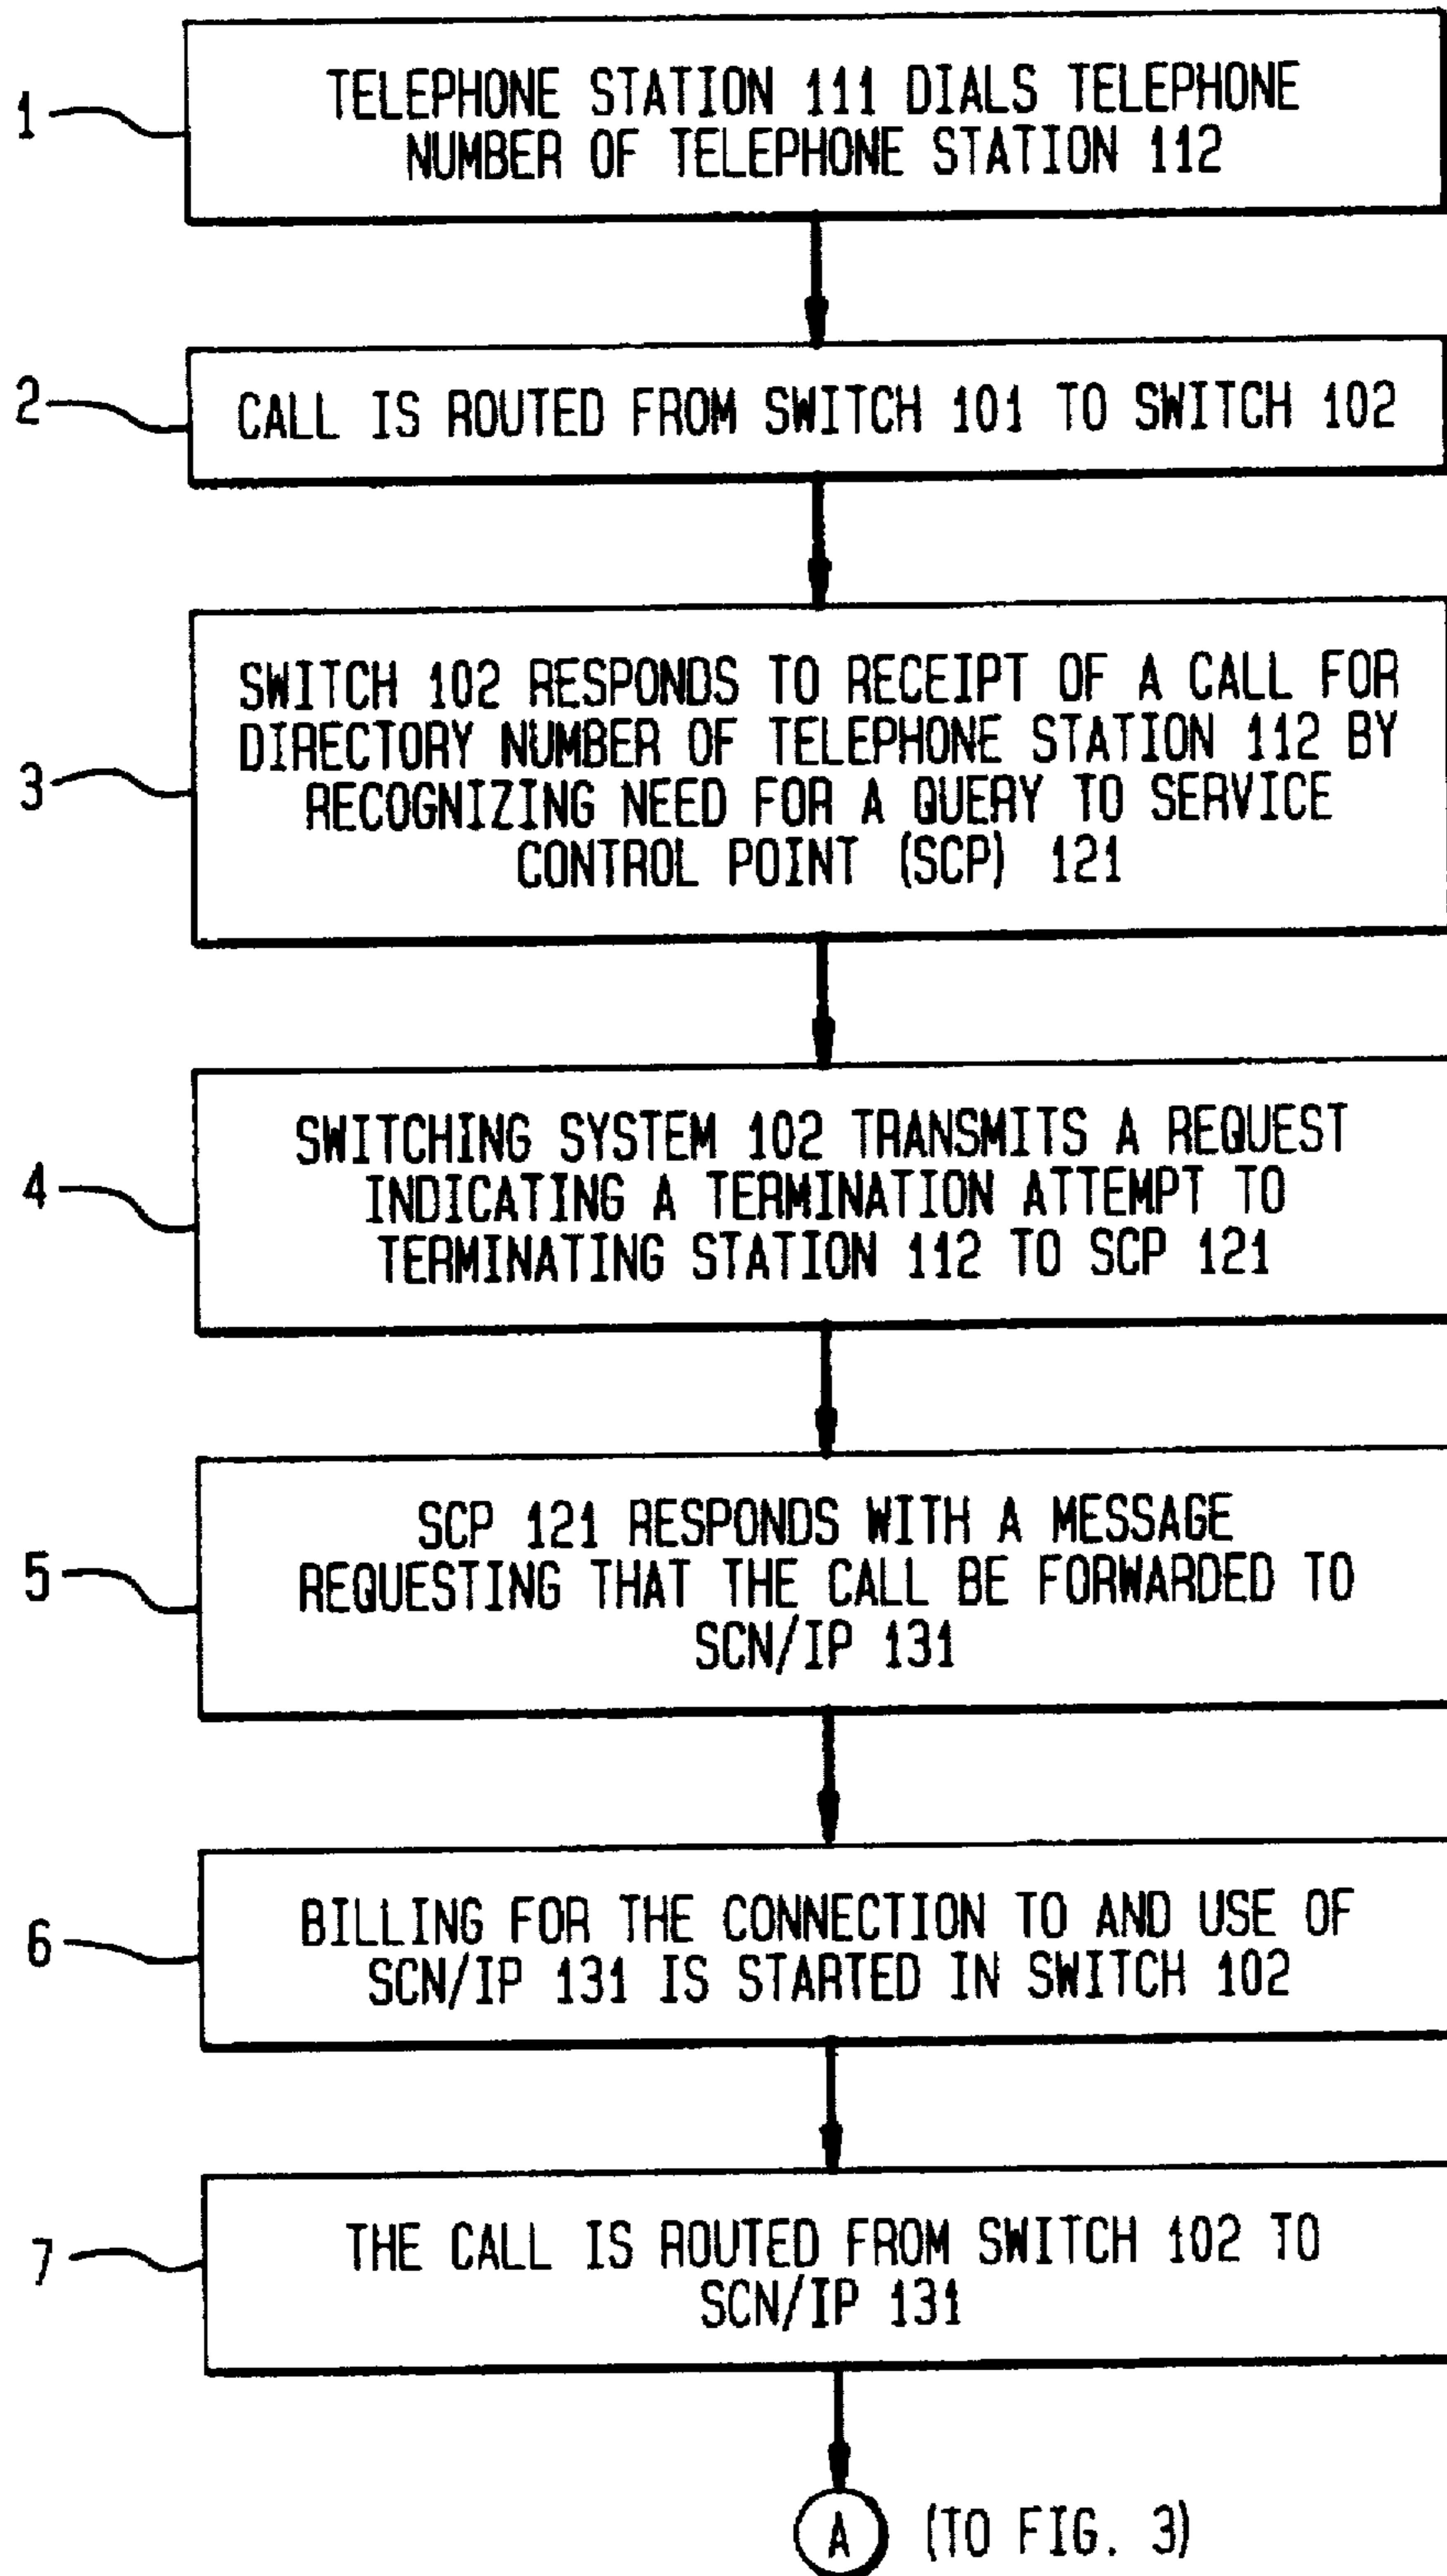 1
TELEPHONE STATION 111 DIALS TELEPHONE
NUMBER OF TELEPHONE STATION 112
2
CALL IS ROUTED FROM SWITCH 101 TO SWITCH 102
3
SWITCH 102 RESPONDS TO RECEIPT OF A CALL FOR
DIRECTORY NUMBER OF TELEPHONE STATION 112 BY
RECOGNIZING NEED FOR A QUERY TO SERVICE
CONTROL POINT (SCP) 121
4
SWITCHING SYSTEM 102 TRANSMITS A REQUEST
INDICATING A TERMINATION ATTEMPT TO
TERMINATING STATION 112 TO SCP 121
5
SCP 121 RESPONDS WITH A MESSAGE
REQUESTING THAT THE CALL BE FORWARDED TO
SCN/IP 131
6
BILLING FOR THE CONNECTION TO AND USE OF
SCN/IP 131 IS STARTED IN SWITCH 102
7
THE CALL IS ROUTED FROM SWITCH 102 TO
SCN/IP 131
A (TO FIG. 3)